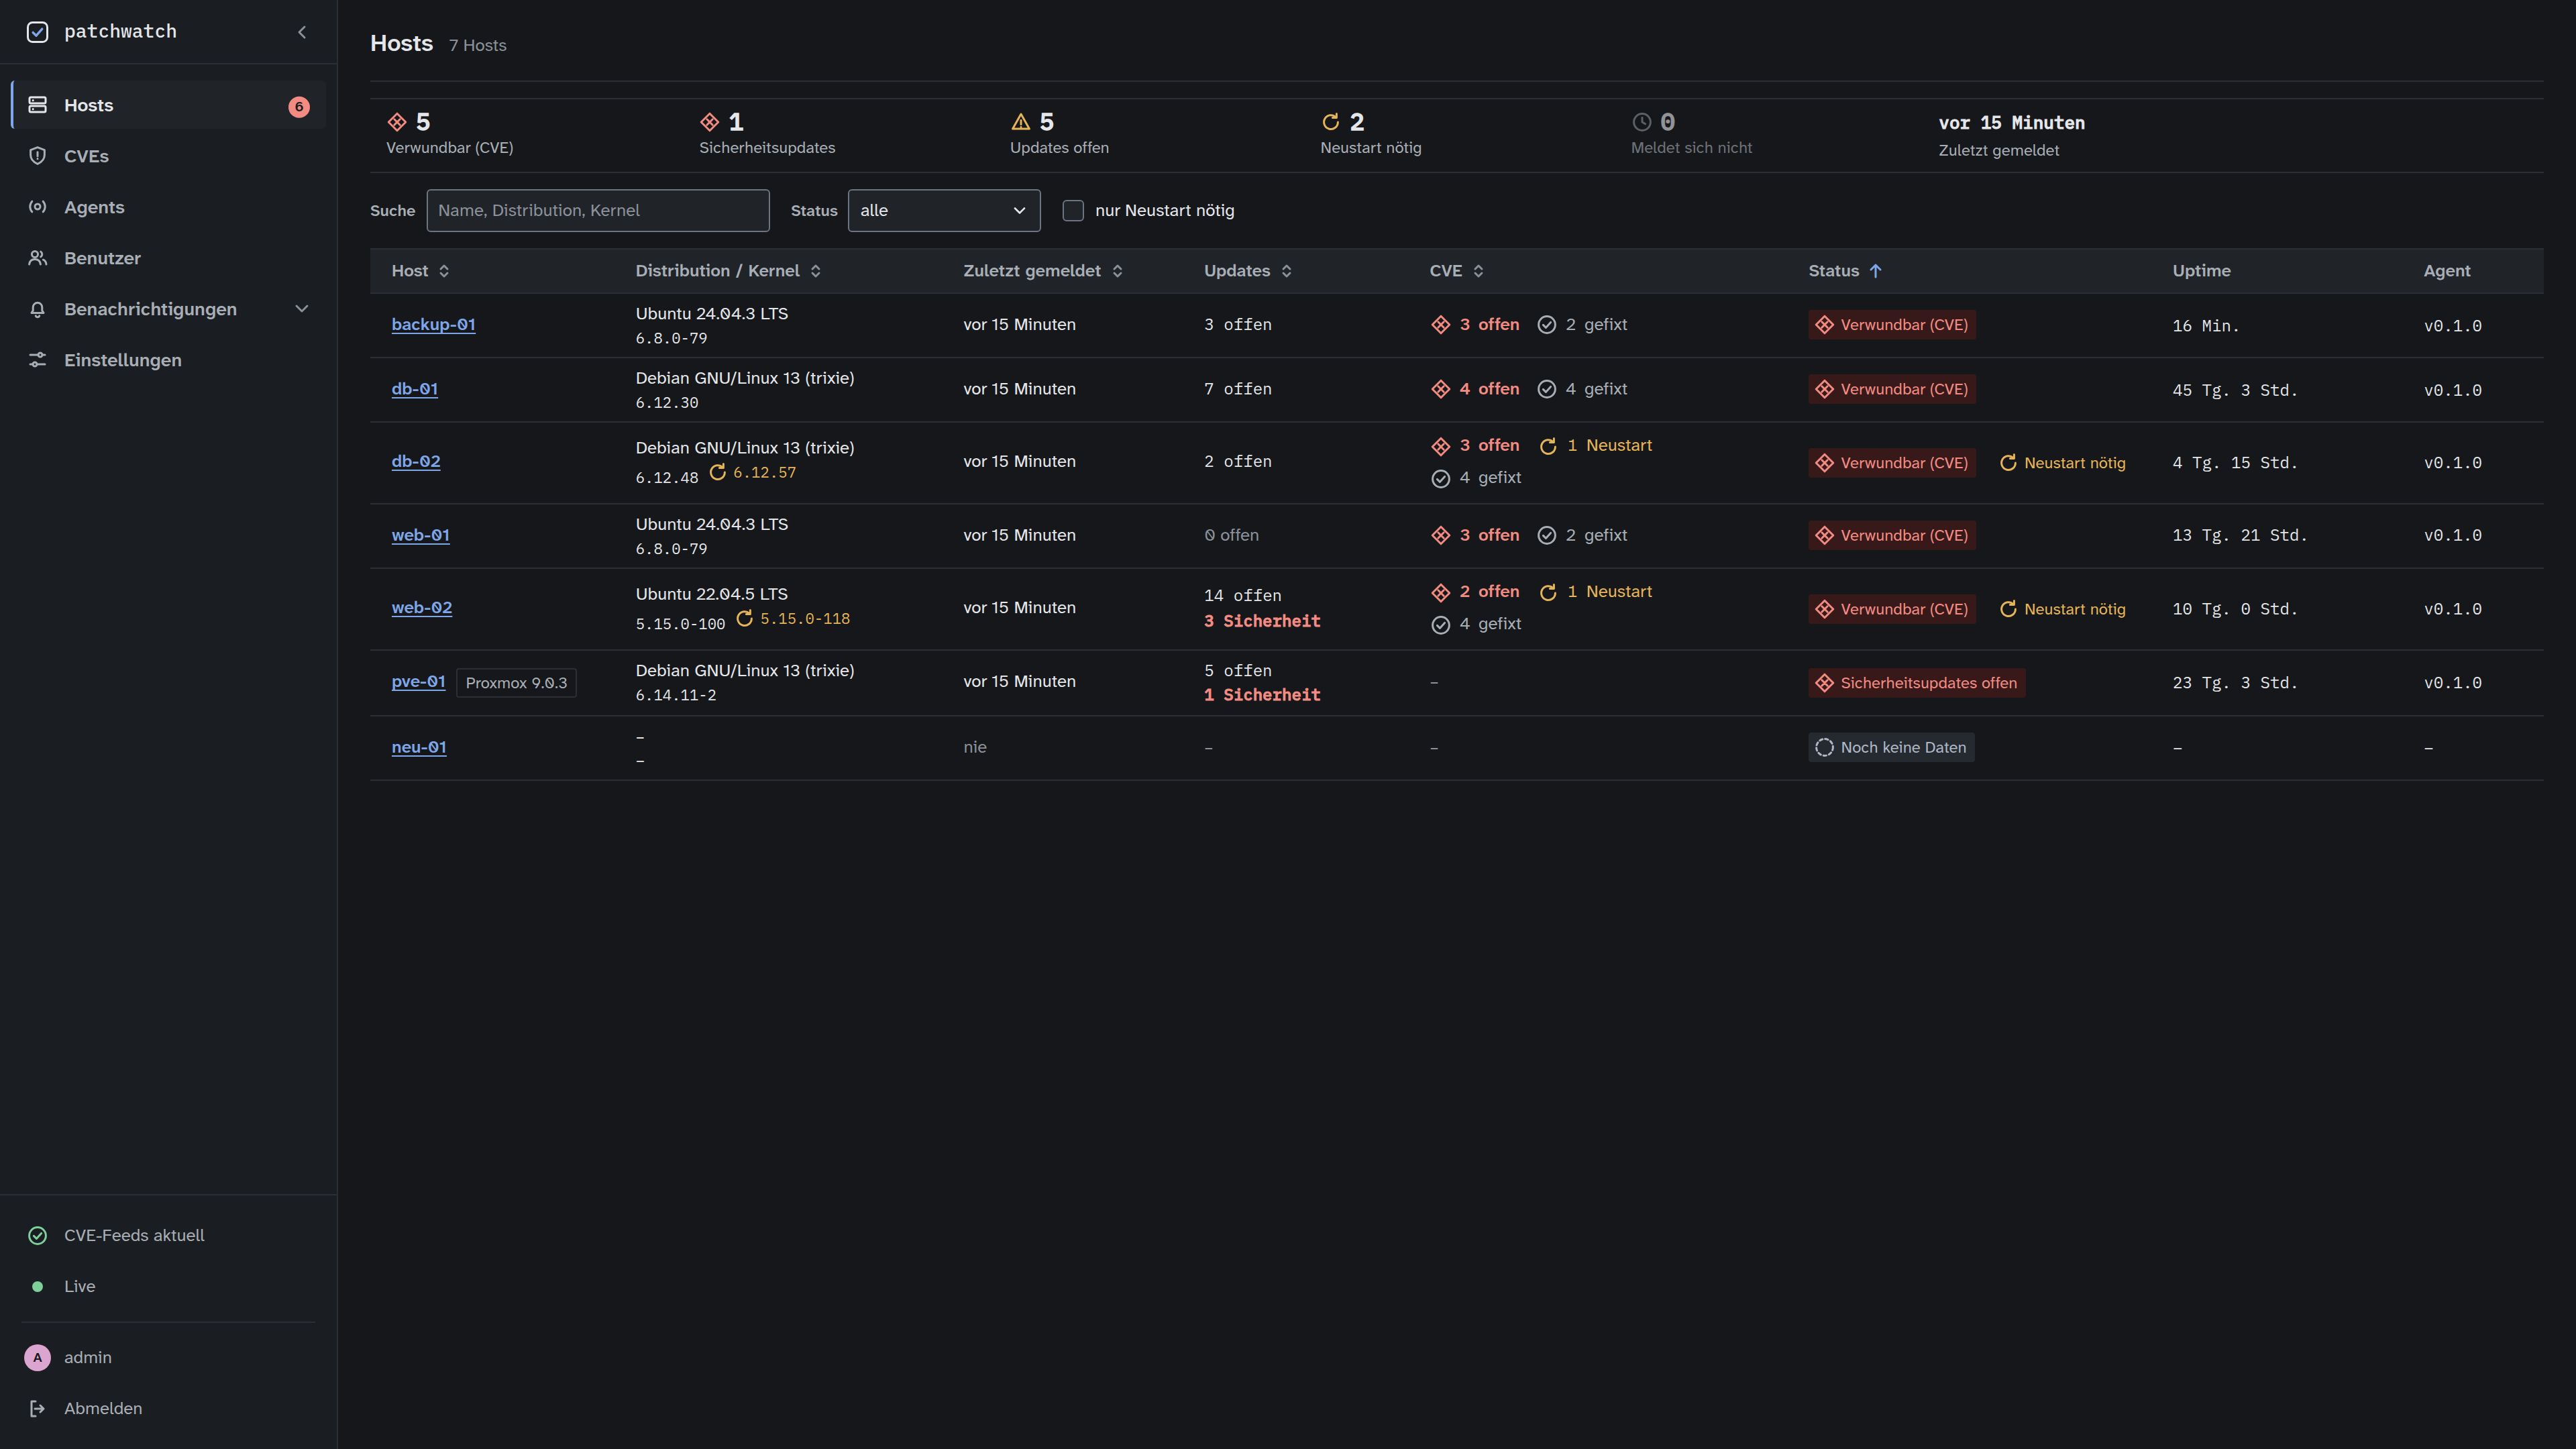 patchwatch
Hosts 6
CVEs
Agents
Benutzer
Benachrichtigungen
Einstellungen
CVE-Feeds aktuell
Live
A admin
Abmelden
Hosts 7 Hosts
5 1 5 2 0 vor 15 Minuten
Verwundbar (CVE) Sicherheitsupdates Updates offen Neustart nötig Meldet sich nicht Zuletzt gemeldet
Suche Name, Distribution, Kernel Status alle nur Neustart nötig
Host Distribution / Kernel Zuletzt gemeldet Updates CVE Status Uptime Agent
backup-01 Ubuntu 24.04.3 LTS vor 15 Minuten 3 offen 3 offen 2 gefixt Verwundbar (CVE) 16 Min. v0.1.0
6.8.0-79
db-01 Debian GNU/Linux 13 (trixie) vor 15 Minuten 7 offen 4 offen 4 gefixt Verwundbar (CVE) 45 Tg. 3 Std. v0.1.0
6.12.30
db-02 Debian GNU/Linux 13 (trixie) vor 15 Minuten 2 offen 3 offen 1 Neustart Verwundbar (CVE) Neustart nötig 4 Tg. 15 Std. v0.1.0
6.12.48 6.12.57 4 gefixt
web-01 Ubuntu 24.04.3 LTS vor 15 Minuten 0 offen 3 offen 2 gefixt Verwundbar (CVE) 13 Tg. 21 Std. v0.1.0
6.8.0-79
web-02 Ubuntu 22.04.5 LTS vor 15 Minuten 14 offen 2 offen 1 Neustart Verwundbar (CVE) Neustart nötig 10 Tg. 0 Std. v0.1.0
5.15.0-100 5.15.0-118 3 Sicherheit 4 gefixt
pve-01 Proxmox 9.0.3 Debian GNU/Linux 13 (trixie) vor 15 Minuten 5 offen – Sicherheitsupdates offen 23 Tg. 3 Std. v0.1.0
6.14.11-2 1 Sicherheit
neu-01 – nie – – Noch keine Daten – –
–